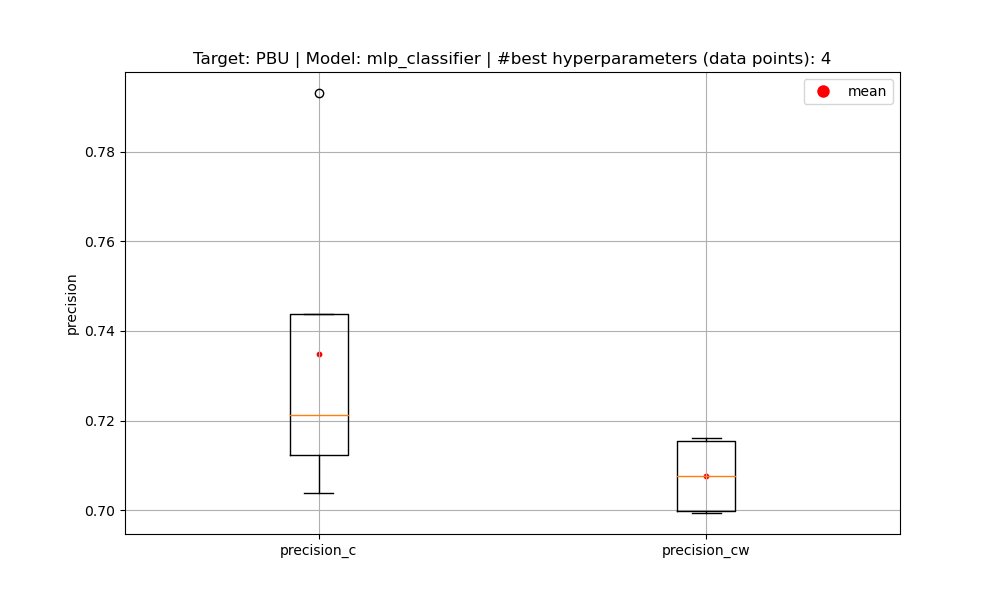 Target: PBU | Model: mlp_classifier | #best hyperparameters (data points): 4
mean
0.78
0.76
0.74
0.72
0.70
precision
precision_c
precision_cw